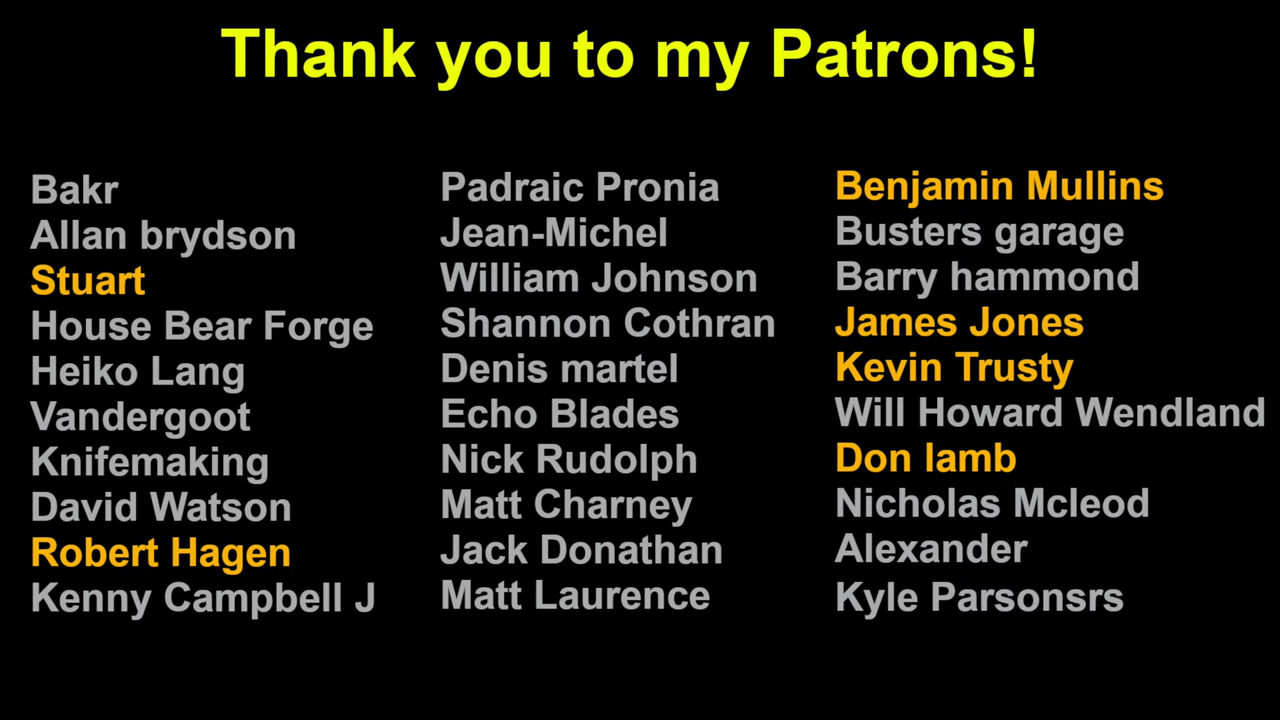 Thank you to my Patrons!
Bakr
Allan brydson
Stuart
House Bear Forge
Heiko Lang
Vandergoot
Knifemaking
David Watson
Robert Hagen
Kenny Campbell J
Padraic Pronia
Jean-Michel
William Johnson
Shannon Cothran
Denis martel
Echo Blades
Nick Rudolph
Matt Charney
Jack Donathan
Matt Laurence
Benjamin Mullins
Busters garage
Barry hammond
James Jones
Kevin Trusty
Will Howard Wendland
Don lamb
Nicholas Mcleod
Alexander
Kyle Parsonsrs